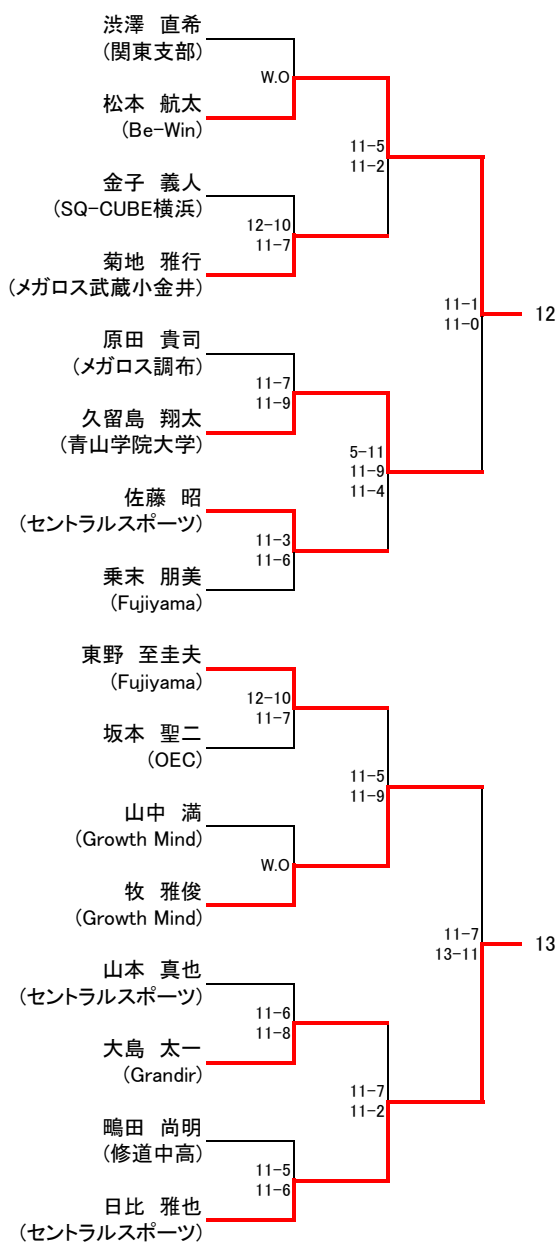 渋澤 直希
(関東支部)
W.O
松本 航太
(Be-Win)
11-5
11-2
金子 義人
(SQ-CUBE横浜)
12-10
11-7
菊地 雅行
(メガロス武蔵小金井)
11-1
11-0
12
原田 貴司
(メガロス調布)
11-7
11-9
久留島 翔太
(青山学院大学)
5-11
11-9
11-4
佐藤 昭
(セントラルスポーツ)
11-3
11-6
乗末 朋美
(Fujiyama)
東野 至圭夫
(Fujiyama)
12-10
11-7
坂本 聖二
(OEC)
11-5
11-9
山中 満
(Growth Mind)
W.O
牧 雅俊
(Growth Mind)
11-7
13-11
13
山本 真也
(セントラルスポーツ)
11-6
11-8
大島 太一
(Grandir)
11-7
11-2
鴫田 尚明
(修道中高)
11-5
11-6
日比 雅也
(セントラルスポーツ)